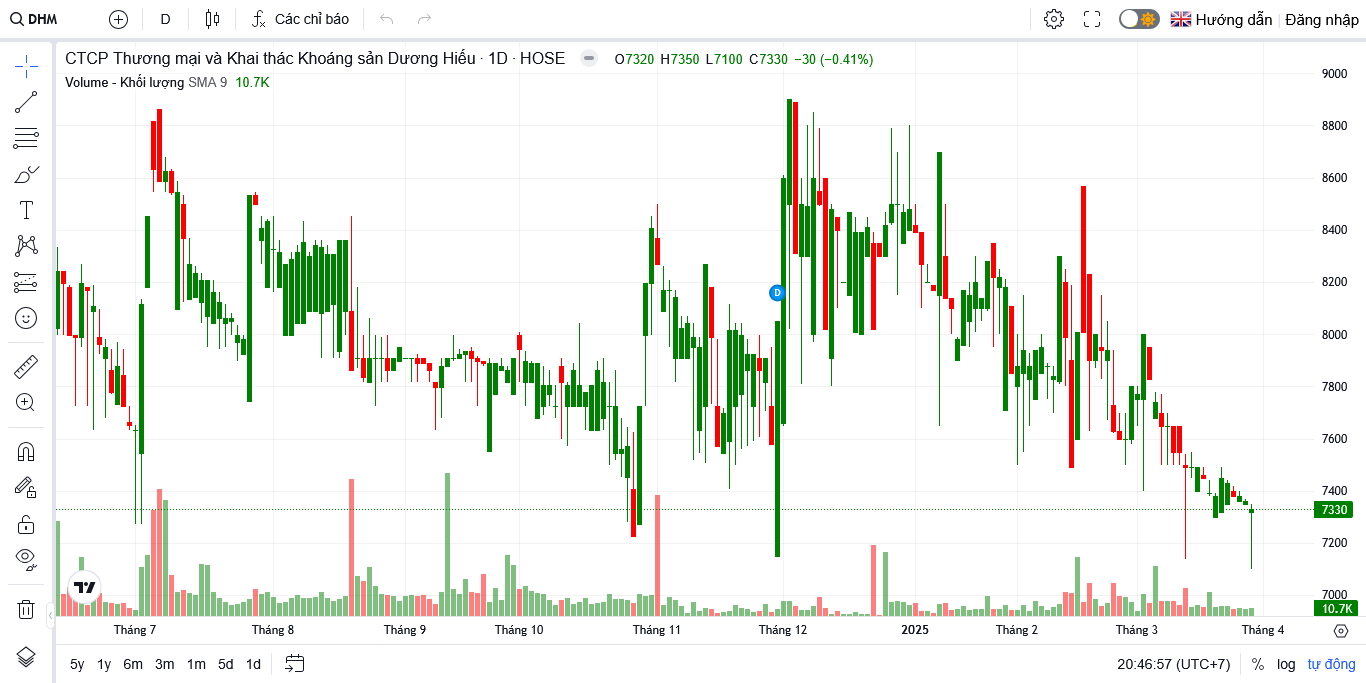 DHM
D
Các chỉ báo
Hướng dẫn
Đăng nhập
CTCP Thương mại và Khai thác Khoáng sản Dương Hiếu · 1D · HOSE
O7320 H7350 L7100 C7330 −30 (−0.41%)
Volume - Khối lượng SMA 9 10.7K
9000
8800
8600
8400
8200
D
8000
7800
7600
7400
7330
7200
7000
10.7K
Tháng 7 Tháng 8 Tháng 9 Tháng 10 Tháng 11 Tháng 12 2025 Tháng 2 Tháng 3 Tháng 4
5y 1y 6m 3m 1m 5d 1d
20:46:57 (UTC+7) % log tự động